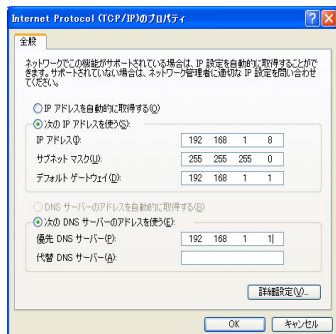 Internet Protocol (TCP/IP)のプロパティ
全般
ネットワークでこの機能がサポートされている場合は、IP 設定を自動的に取得することがで
きます。サポートされていない場合は、ネットワーク管理者に適切な IP 設定を問い合わせ
てください。
IP アドレスを自動的に取得する(O)
次の IP アドレスを使う(S):
IP アドレス(I): 192 168 1 8
サブネット マスク(U): 255 255 255 0
デフォルト ゲートウェイ(D): 192 168 1 1
DNS サーバーのアドレスを自動的に取得する(B)
次の DNS サーバーのアドレスを使う(E):
優先 DNS サーバー(P): 192 168 1 1
代替 DNS サーバー(A):
詳細設定(V)...
OK キャンセル